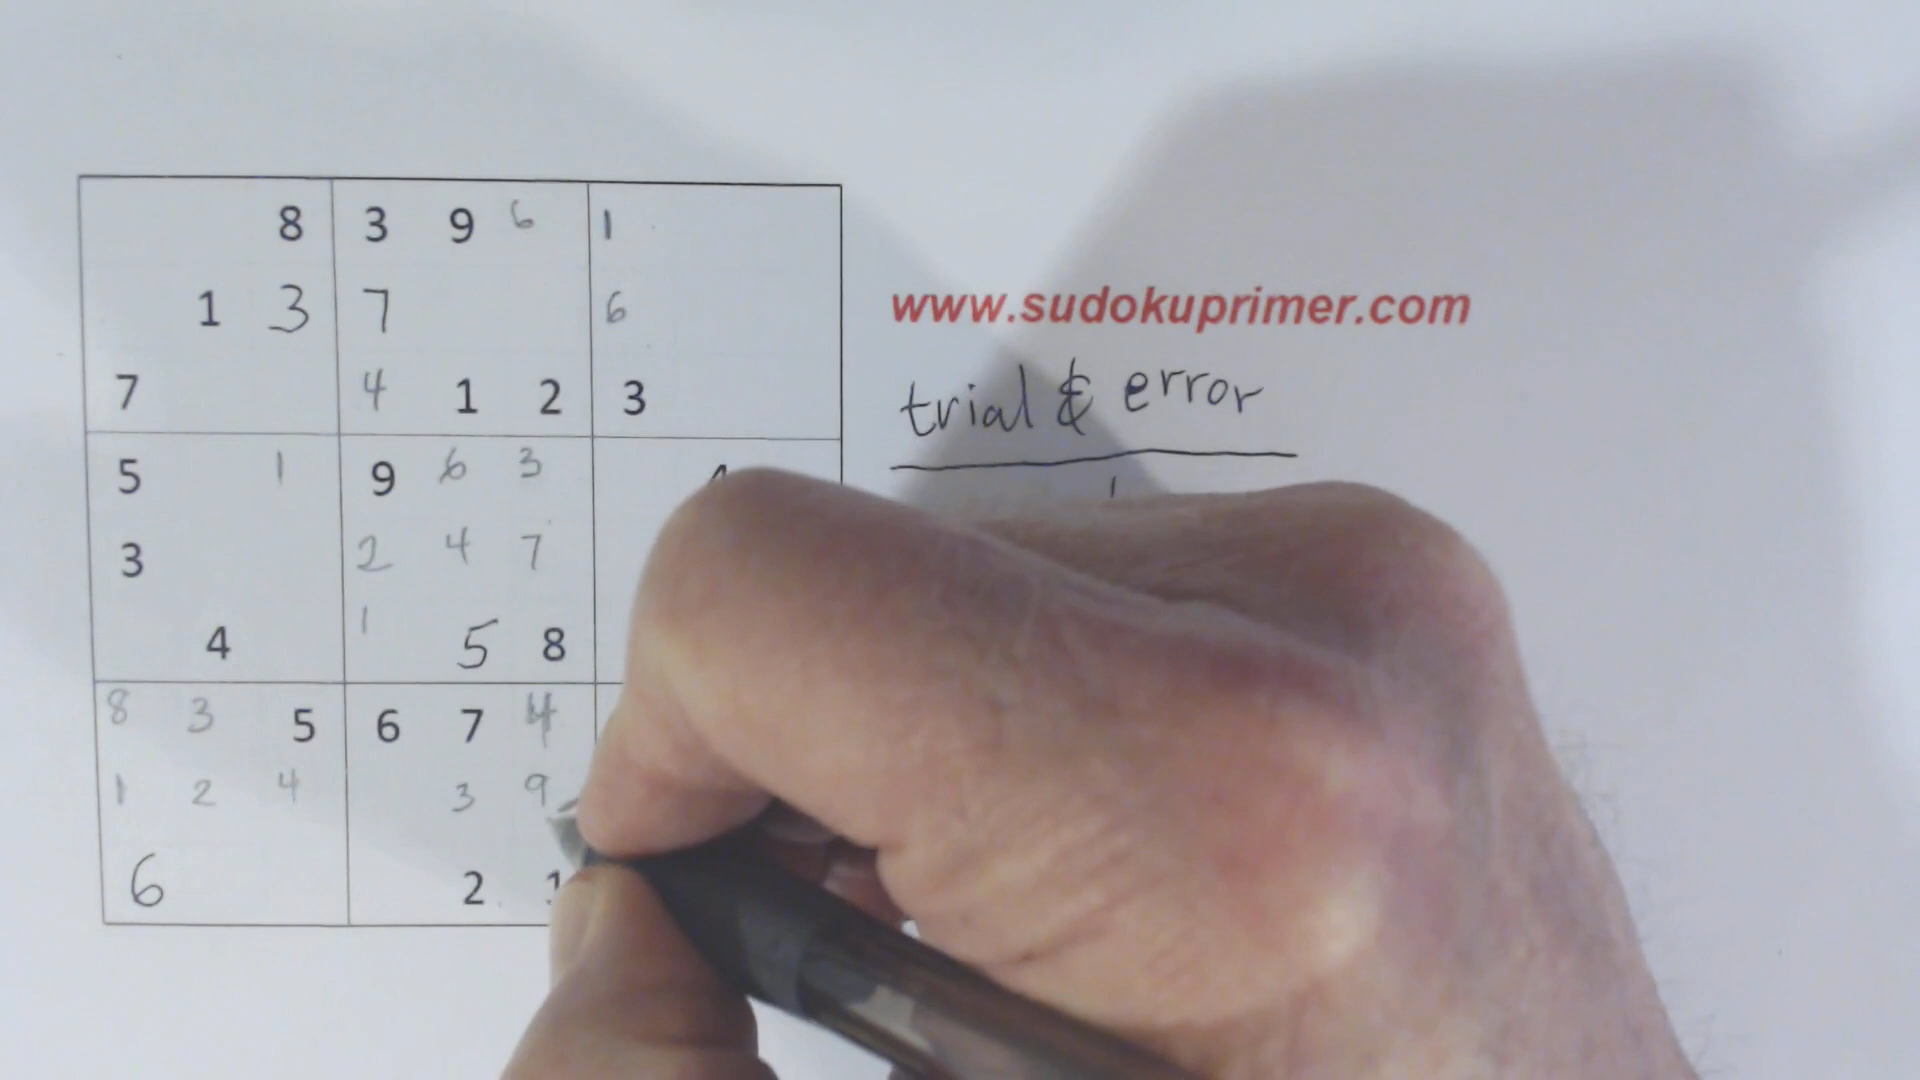 8 3 9 6 1
1 3 7 6
7 4 1 2 3
5 1 9 6 3
3 2 4 7
4 1 5 8
8 3 5 6 7 4
1 2 4 3 9
6 2 1
www.sudokuprimer.com
trial & error